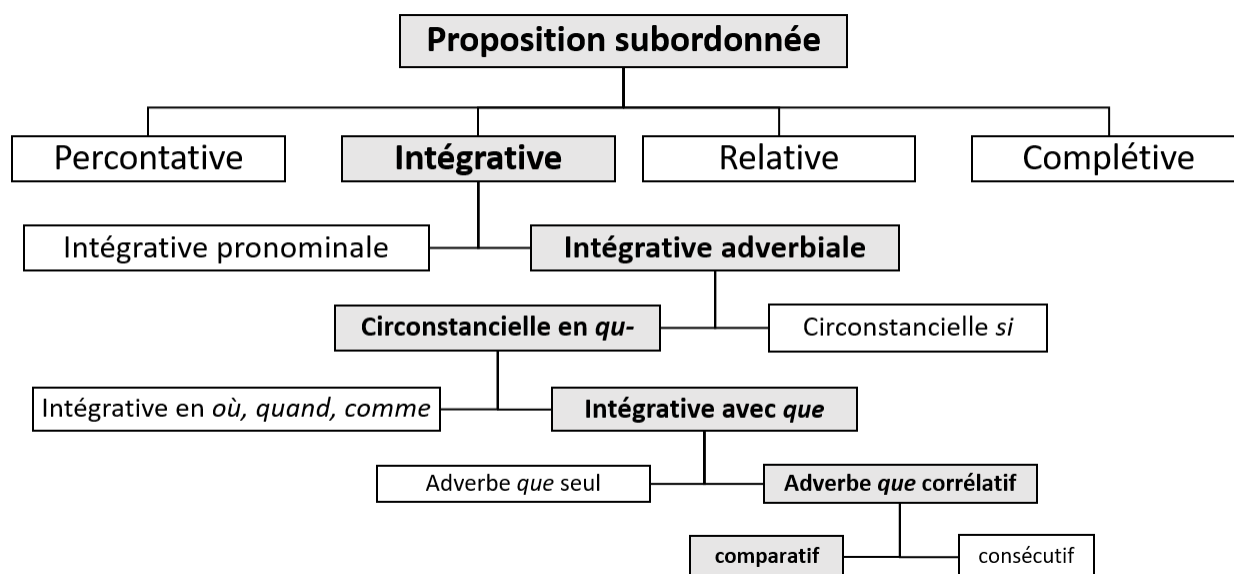 Proposition subordonnée
Percontative
Intégrative
Relative
Complétive
Intégrative pronominale
Intégrative adverbiale
Circonstancielle en qu-
Circonstancielle si
Intégrative en où, quand, comme
Intégrative avec que
Adverbe que seul
Adverbe que corrélatif
comparatif
consécutif